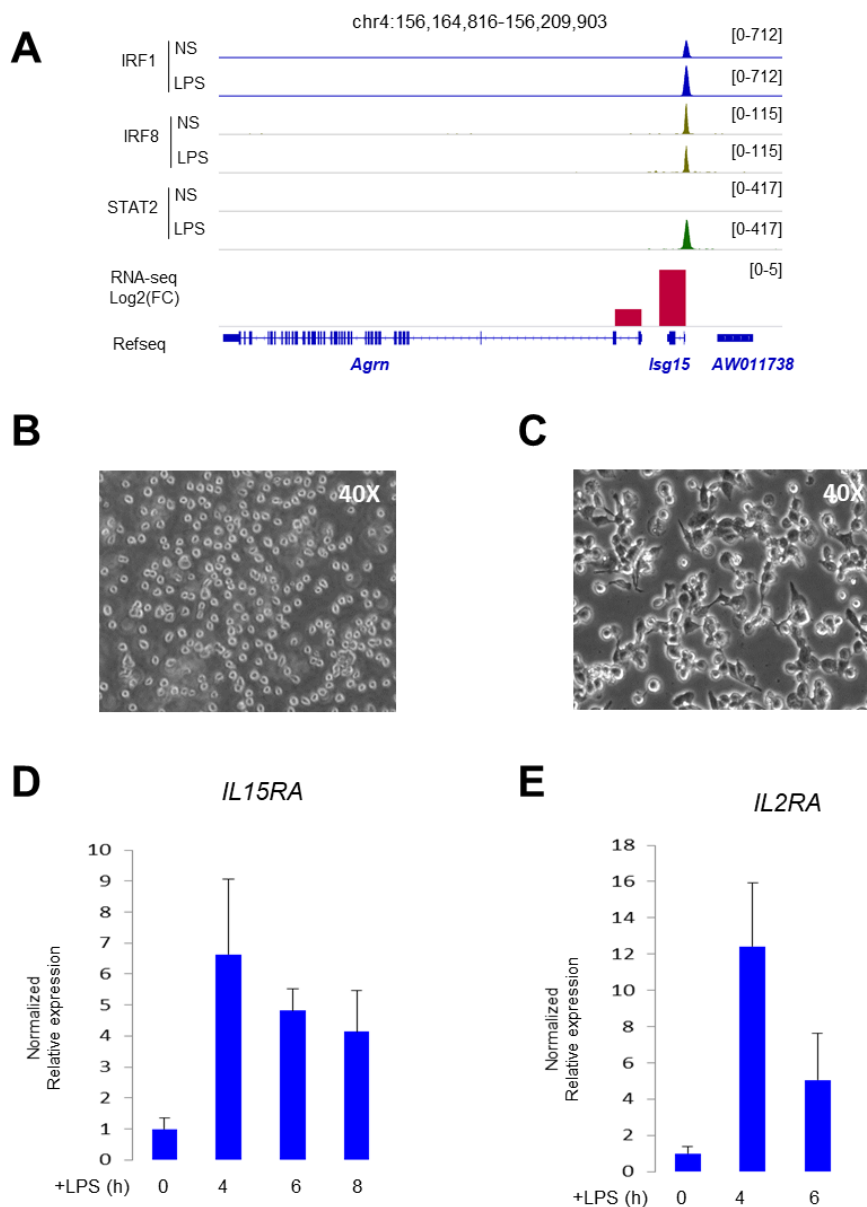 A
chr4:156,164,816-156,209,903
IRF1
NS
[0-712]
LPS
[0-712]
IRF8
NS
[0-115]
LPS
[0-115]
STAT2
NS
[0-417]
LPS
[0-417]
RNA-seq
Log2(FC)
[0-5]
Refseq
Agrn
Isg15
AW011738
B
40X
C
40X
D
IL15RA
Normalized
Relative expression
10
9
8
7
6
5
4
3
2
1
0
+LPS (h) 0 4 6 8
E
IL2RA
Normalized
Relative expression
18
16
14
12
10
8
6
4
2
0
+LPS (h) 0 4 6